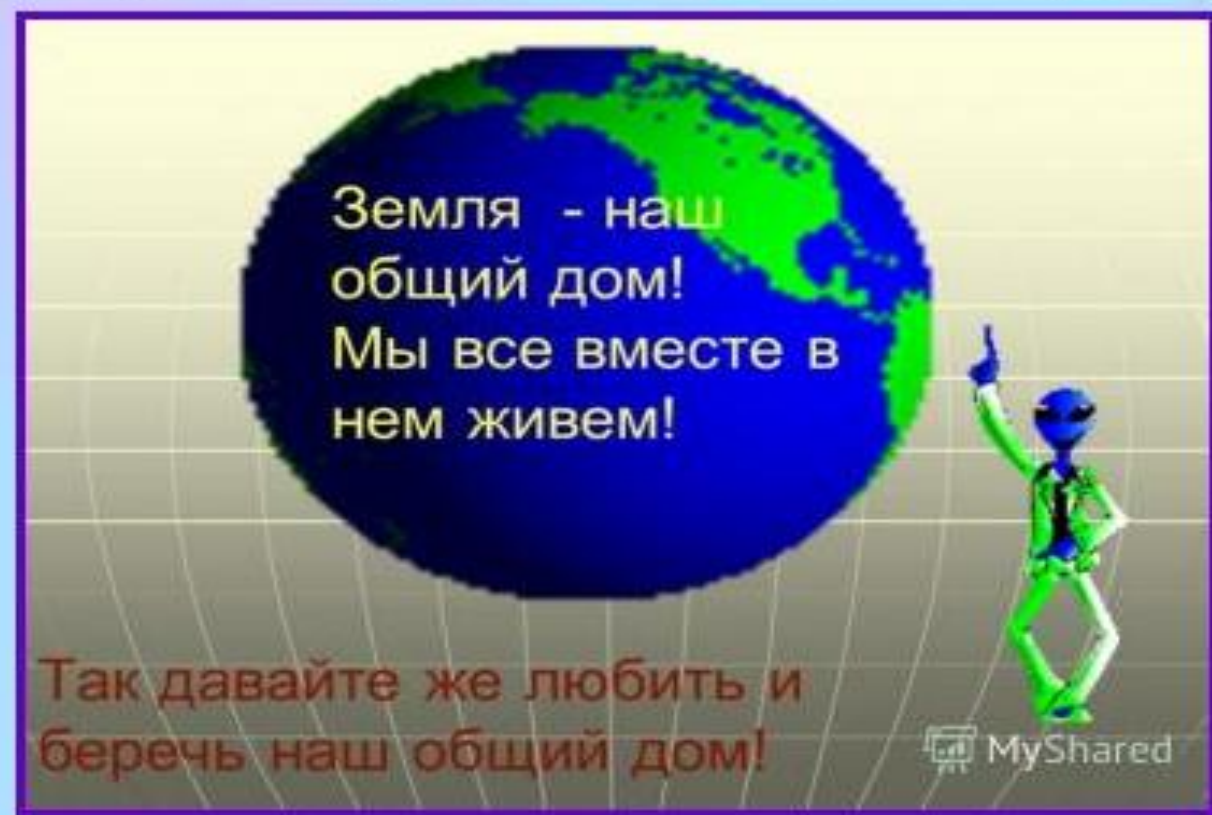 Земля - наш
общий дом!
Мы все вместе в
нем живем!
Так давайте же любить и
беречь наш общий дом!
MyShared